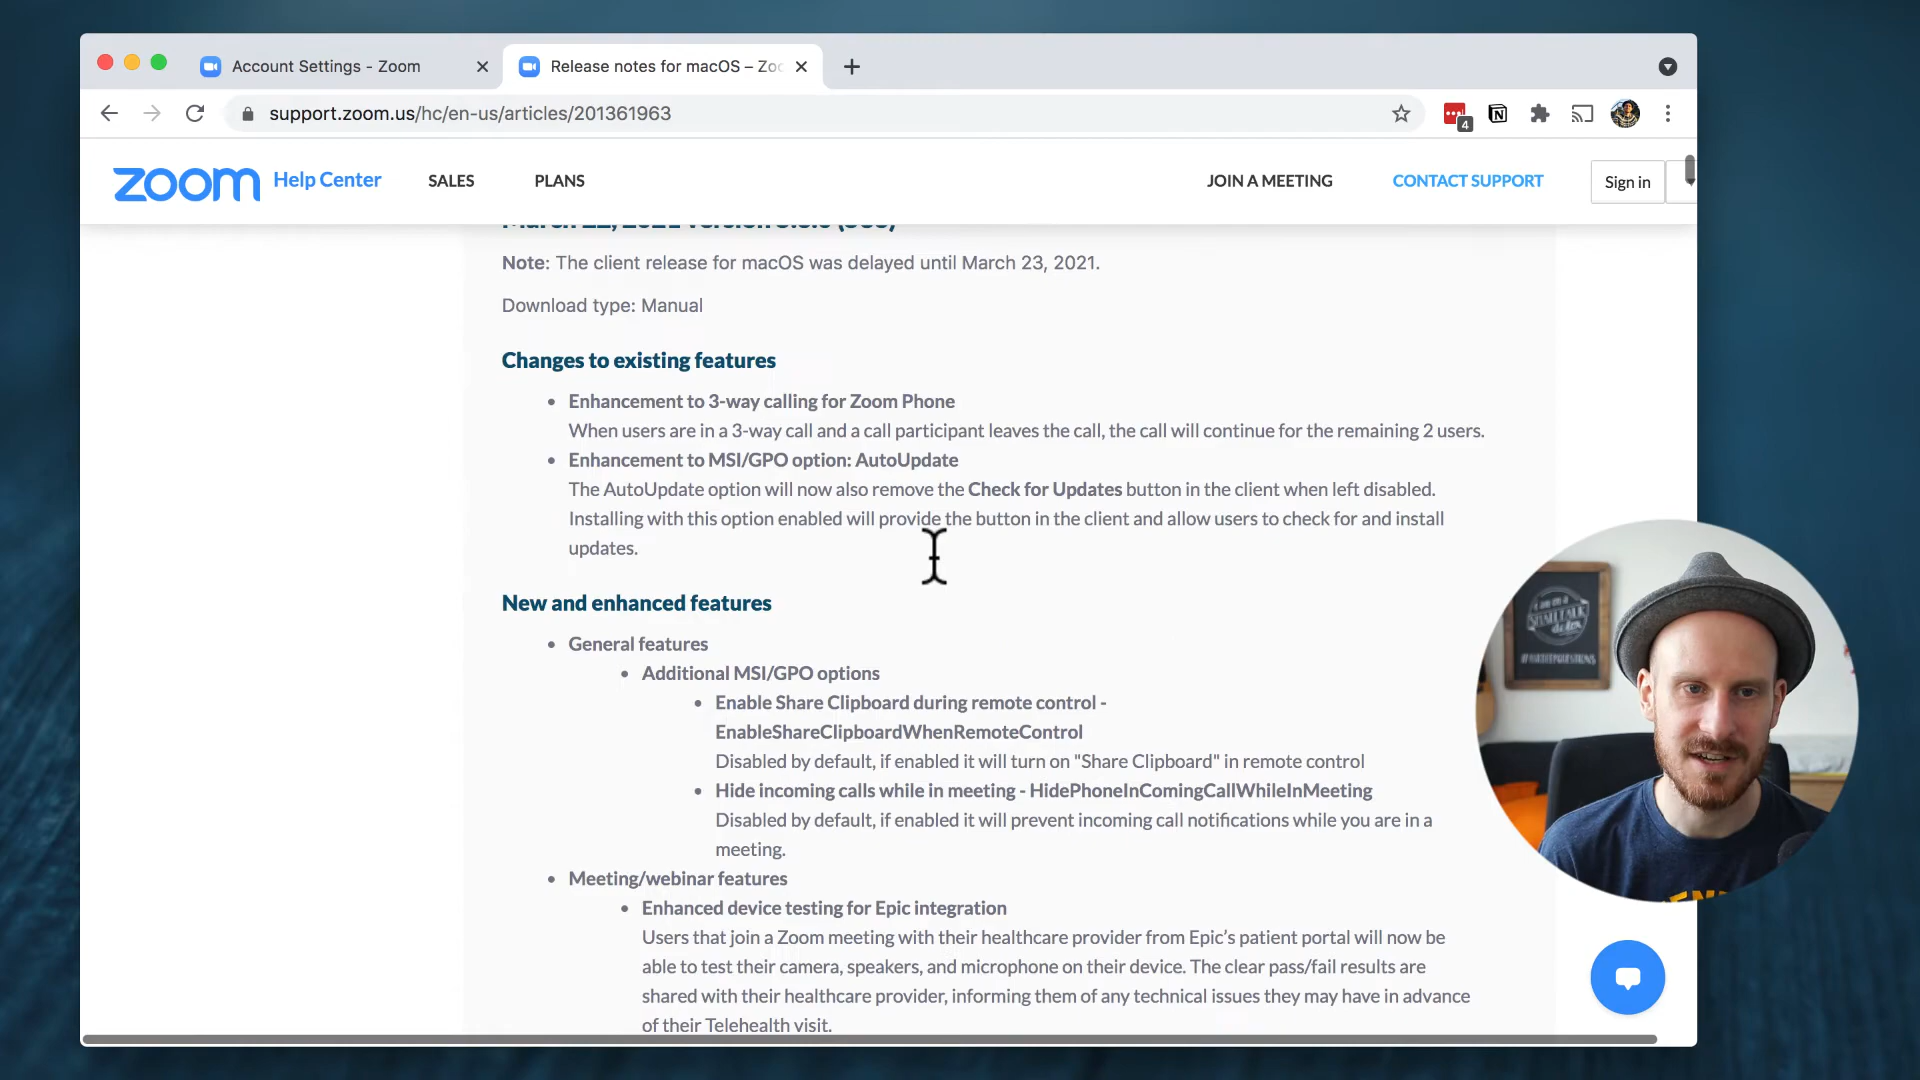 Account Settings - Zoom
Release notes for macOS – Zoo
support.zoom.us/hc/en-us/articles/201361963
4
zoom Help Center SALES PLANS JOIN A MEETING CONTACT SUPPORT Sign in
Note: The client release for macOS was delayed until March 23, 2021.
Download type: Manual
Changes to existing features
• Enhancement to 3-way calling for Zoom Phone
When users are in a 3-way call and a call participant leaves the call, the call will continue for the remaining 2 users.
• Enhancement to MSI/GPO option: AutoUpdate
The AutoUpdate option will now also remove the Check for Updates button in the client when left disabled.
Installing with this option enabled will provide the button in the client and allow users to check for and install
updates.
New and enhanced features
• General features
• Additional MSI/GPO options
• Enable Share Clipboard during remote control -
EnableShareClipboardWhenRemoteControl
Disabled by default, if enabled it will turn on "Share Clipboard" in remote control
• Hide incoming calls while in meeting - HidePhoneInComingCallWhileInMeeting
Disabled by default, if enabled it will prevent incoming call notifications while you are in a
meeting.
• Meeting/webinar features
• Enhanced device testing for Epic integration
Users that join a Zoom meeting with their healthcare provider from Epic's patient portal will now be
able to test their camera, speakers, and microphone on their device. The clear pass/fail results are
shared with their healthcare provider, informing them of any technical issues they may have in advance
of their Telehealth visit.